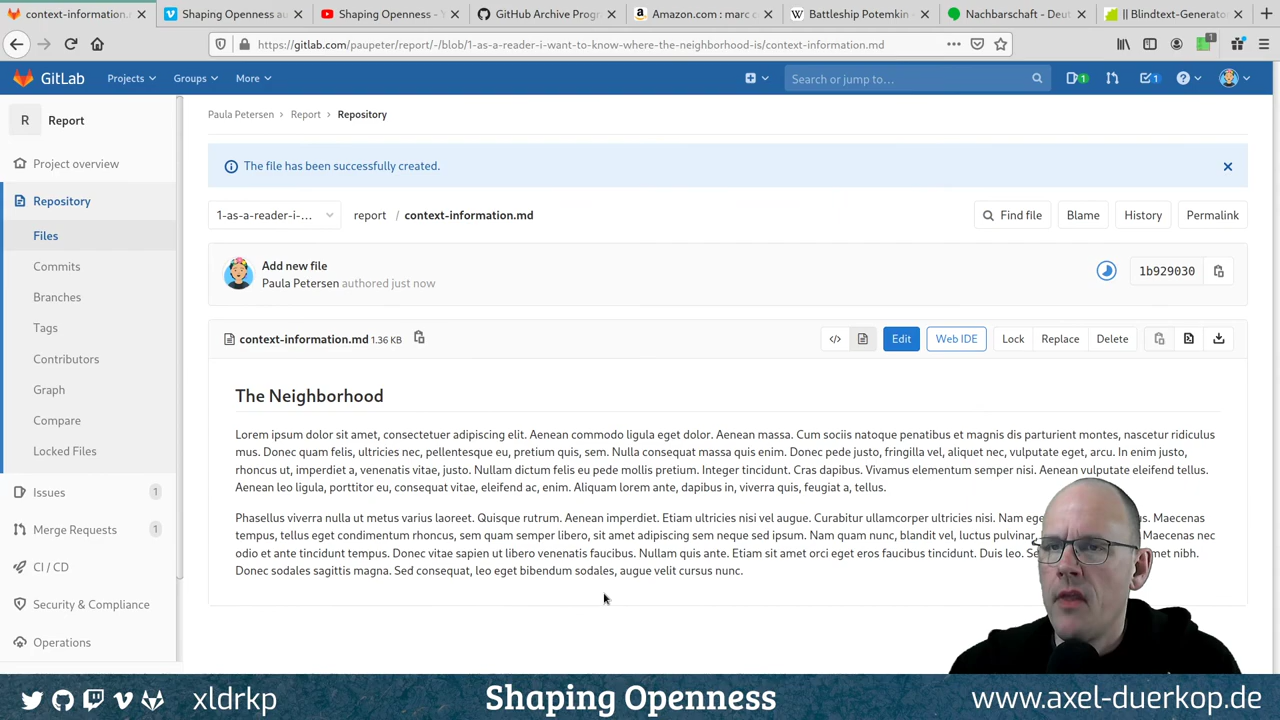 context-information.m
Shaping Openness au
Shaping Openness - Y
GitHub Archive Progr
Amazon.com : marc d
Battleship Potemkin -
Nachbarschaft - Deut
|| Blindtext-Generato
https://gitlab.com/paupeter/report/-/blob/1-as-a-reader-i-want-to-know-where-the-neighborhood-is/context-information.md
1
GitLab
Projects
Groups
More
Search or jump to...
1
1
R
Report
Project overview
Repository
Files
Commits
Branches
Tags
Contributors
Graph
Compare
Locked Files
Issues
1
Merge Requests
1
CI / CD
Security & Compliance
Operations
Paula Petersen
Report
Repository
The file has been successfully created.
1-as-a-reader-i-...
report / context-information.md
Find file
Blame
History
Permalink
Add new file
Paula Petersen authored just now
1b929030
context-information.md 1.36 KB
</>
Edit
Web IDE
Lock
Replace
Delete
The Neighborhood
Lorem ipsum dolor sit amet, consectetuer adipiscing elit. Aenean commodo ligula eget dolor. Aenean massa. Cum sociis natoque penatibus et magnis dis parturient montes, nascetur ridiculus
mus. Donec quam felis, ultricies nec, pellentesque eu, pretium quis, sem. Nulla consequat massa quis enim. Donec pede justo, fringilla vel, aliquet nec, vulputate eget, arcu. In enim justo,
rhoncus ut, imperdiet a, venenatis vitae, justo. Nullam dictum felis eu pede mollis pretium. Integer tincidunt. Cras dapibus. Vivamus elementum semper nisi. Aenean vulputate eleifend tellus.
Aenean leo ligula, porttitor eu, consequat vitae, eleifend ac, enim. Aliquam lorem ante, dapibus in, viverra quis, feugiat a, tellus.
Phasellus viverra nulla ut metus varius laoreet. Quisque rutrum. Aenean imperdiet. Etiam ultricies nisi vel augue. Curabitur ullamcorper ultricies nisi. Nam ege us. Maecenas
tempus, tellus eget condimentum rhoncus, sem quam semper libero, sit amet adipiscing sem neque sed ipsum. Nam quam nunc, blandit vel, luctus pulvinar, Maecenas nec
odio et ante tincidunt tempus. Donec vitae sapien ut libero venenatis faucibus. Nullam quis ante. Etiam sit amet orci eget eros faucibus tincidunt. Duis leo. Se et nibh.
Donec sodales sagittis magna. Sed consequat, leo eget bibendum sodales, augue velit cursus nunc.
xldrkp
Shaping Openness
www.axel-duerkop.de